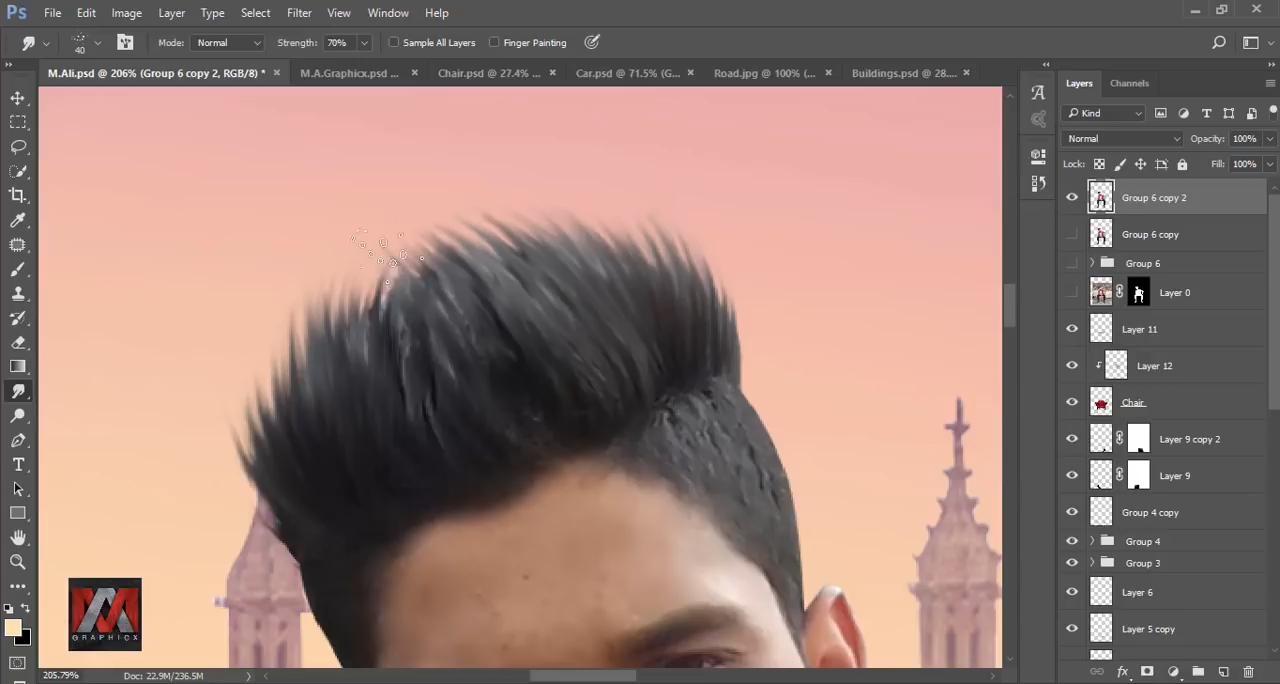 Ps File Edit Image Layer Type Select Filter View Window Help
40 Mode: Normal Strength: 70% Sample All Layers Finger Painting
M.Ali.psd @ 206% (Group 6 copy 2, RGB/8) * × M.A.Graphicx.psd ... × Chair.psd @ 27.4% ... × Car.psd @ 71.5% (G... × Road.jpg @ 100% (... × Buildings.psd @ 28.... ×
Layers Channels
Kind
Normal Opacity: 100%
Lock: Fill: 100%
Group 6 copy 2
Group 6 copy
Group 6
Layer 0
Layer 11
Layer 12
Chair
Layer 9 copy 2
Layer 9
Group 4 copy
Group 4
Group 3
Layer 6
Layer 5 copy
MA
GRAPHICX
205.79% Doc: 22.9M/236.5M